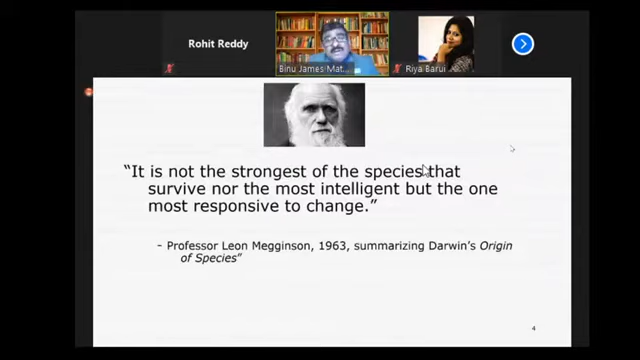 Rohit Reddy
Binu James Mat...
Riya Barui
“It is not the strongest of the species that
survive nor the most intelligent but the one
most responsive to change.”
- Professor Leon Megginson, 1963, summarizing Darwin’s Origin
of Species”
4